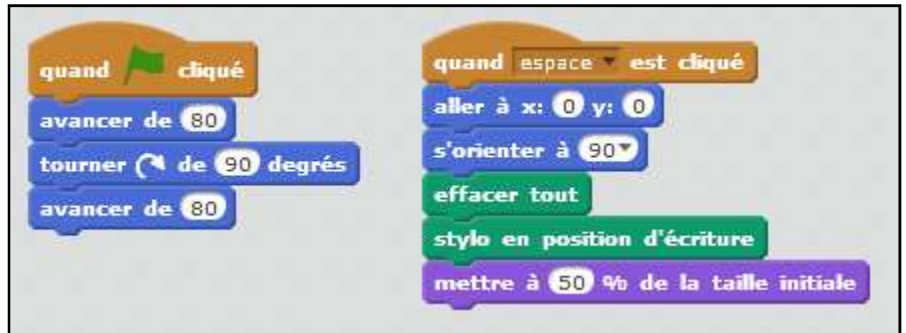 quand cliqué
avancer de 80
tourner de 90 degrés
avancer de 80
quand espace est cliqué
aller à x: 0 y: 0
s'orienter à 90
effacer tout
stylo en position d'écriture
mettre à 50 % de la taille initiale